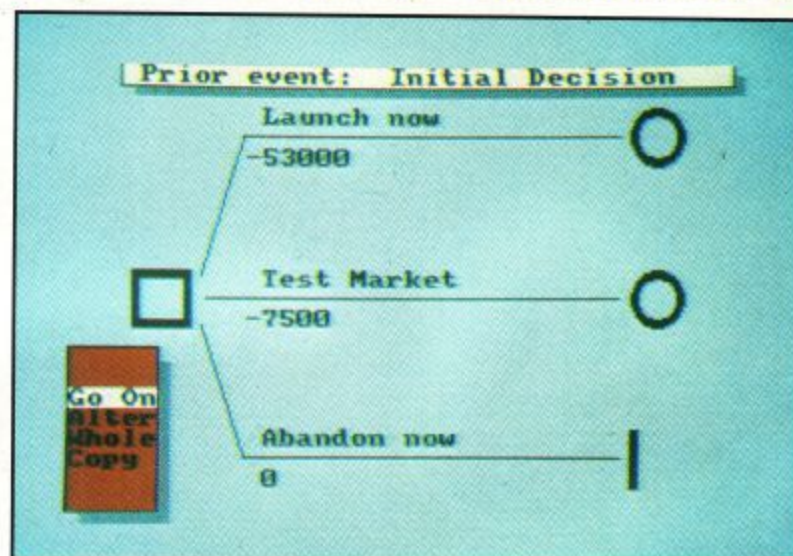 Prior event: Initial Decision
Launch now
-53000
Test Market
-7500
Go On
Alter
Whole
Copy
Abandon now
0